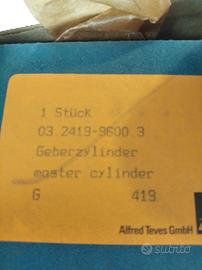 1 Stück
03.2419-9600.3
Geberzylinder
master cylinder
G 419
Alfred Teves GmbH
subito